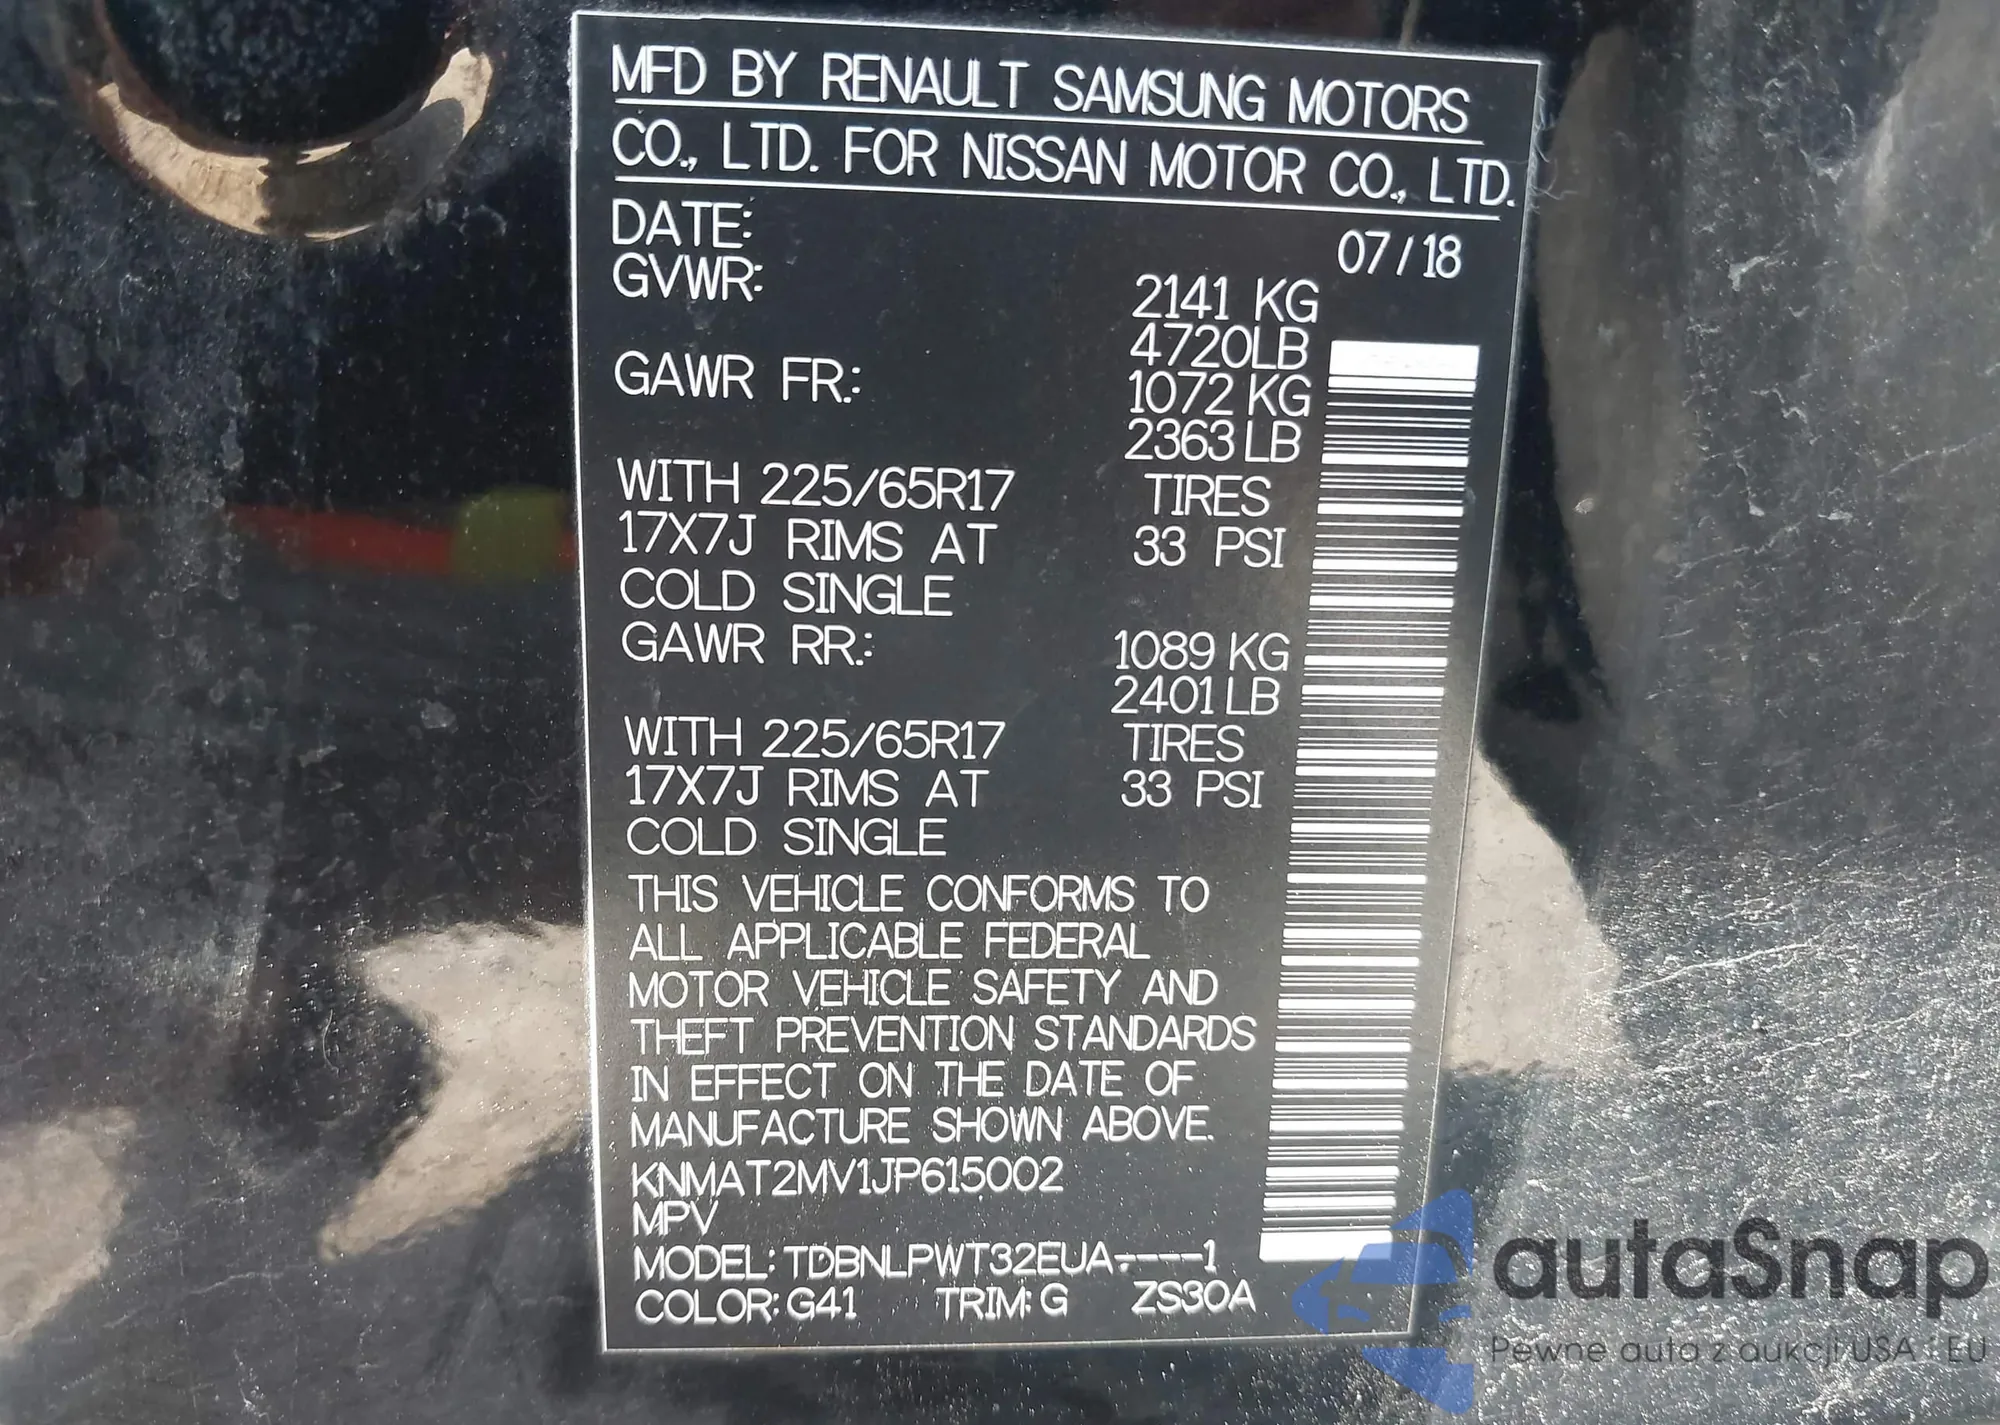 MFD BY RENAULT SAMSUNG MOTORS
CO., LTD. FOR NISSAN MOTOR CO., LTD.
DATE: 07/18
GVWR: 2141 KG
4720LB
GAWR FR.: 1072 KG
2363 LB
WITH 225/65R17 TIRES
17X7J RIMS AT 33 PSI
COLD SINGLE
GAWR RR.: 1089 KG
2401 LB
WITH 225/65R17 TIRES
17X7J RIMS AT 33 PSI
COLD SINGLE
THIS VEHICLE CONFORMS TO
ALL APPLICABLE FEDERAL
MOTOR VEHICLE SAFETY AND
THEFT PREVENTION STANDARDS
IN EFFECT ON THE DATE OF
MANUFACTURE SHOWN ABOVE.
KNMAT2MV1JP615002
MPV
MODEL: TDBNLPWT32EUA-----1
COLOR: G41 TRIM: G ZS30A
autaSnap
Pewne auta z aukcji USA i EU